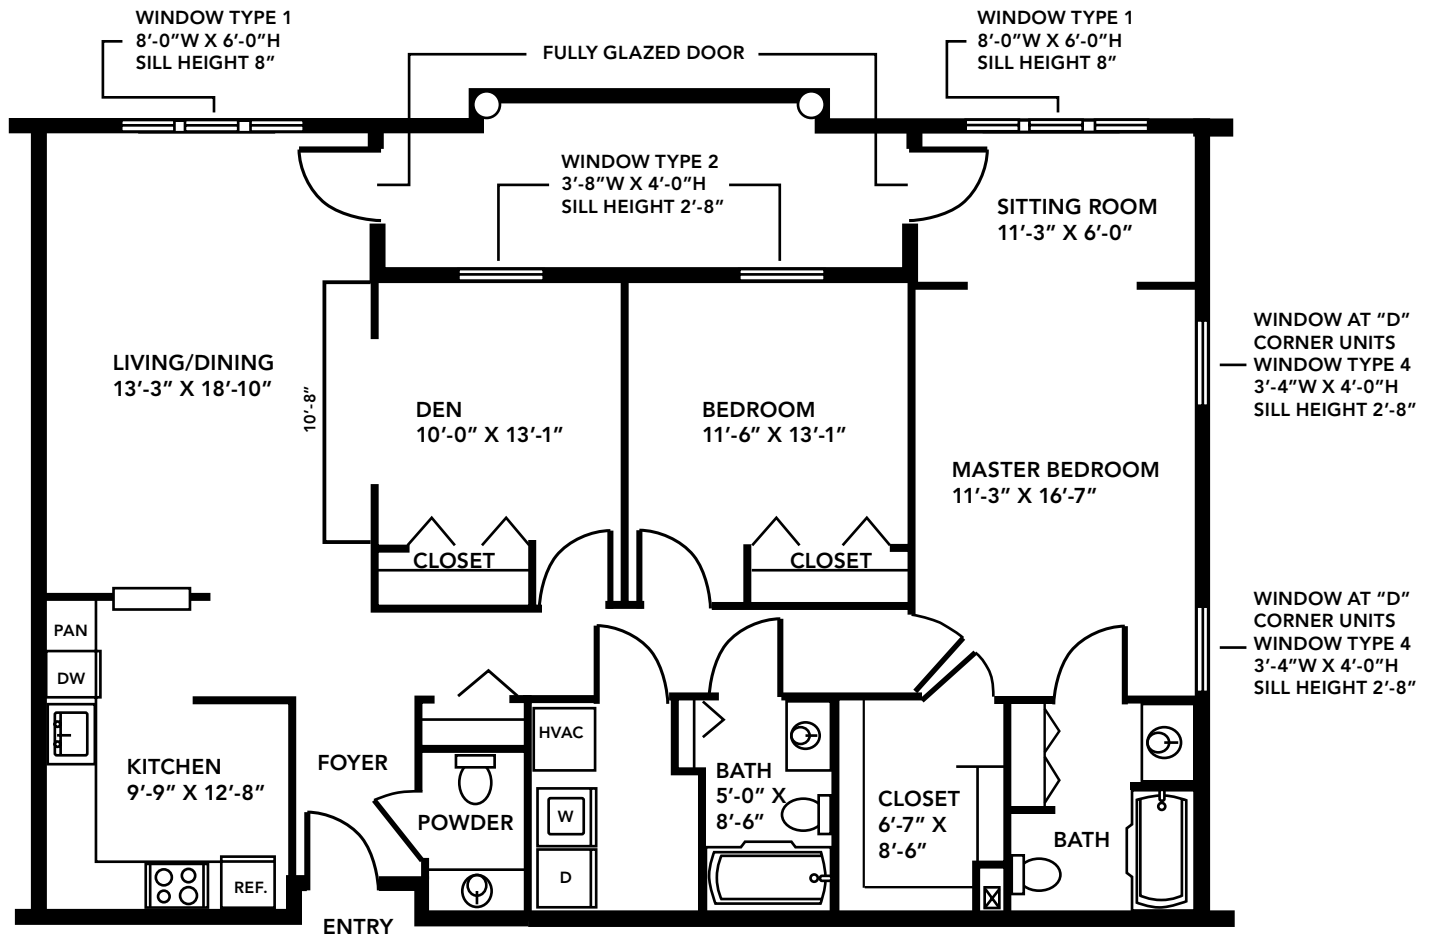 WINDOW TYPE 1
8’-0”W X 6’-0”H
SILL HEIGHT 8”
FULLY GLAZED DOOR
WINDOW TYPE 1
8’-0”W X 6’-0”H
SILL HEIGHT 8”
WINDOW TYPE 2
3’-8”W X 4’-0”H
SILL HEIGHT 2’-8”
SITTING ROOM
11’-3” X 6’-0”
LIVING/DINING
13’-3” X 18’-10”
10’-8”
DEN
10’-0” X 13’-1”
BEDROOM
11’-6” X 13’-1”
WINDOW AT “D”
CORNER UNITS
WINDOW TYPE 4
3’-4”W X 4’-0”H
SILL HEIGHT 2’-8”
MASTER BEDROOM
11’-3” X 16’-7”
CLOSET
CLOSET
WINDOW AT “D”
CORNER UNITS
WINDOW TYPE 4
3’-4”W X 4’-0”H
SILL HEIGHT 2’-8”
PAN
DW
KITCHEN
9’-9” X 12’-8”
REF.
FOYER
ENTRY
POWDER
HVAC
W
D
BATH
5’-0” X
8’-6”
CLOSET
6’-7” X
8’-6”
BATH